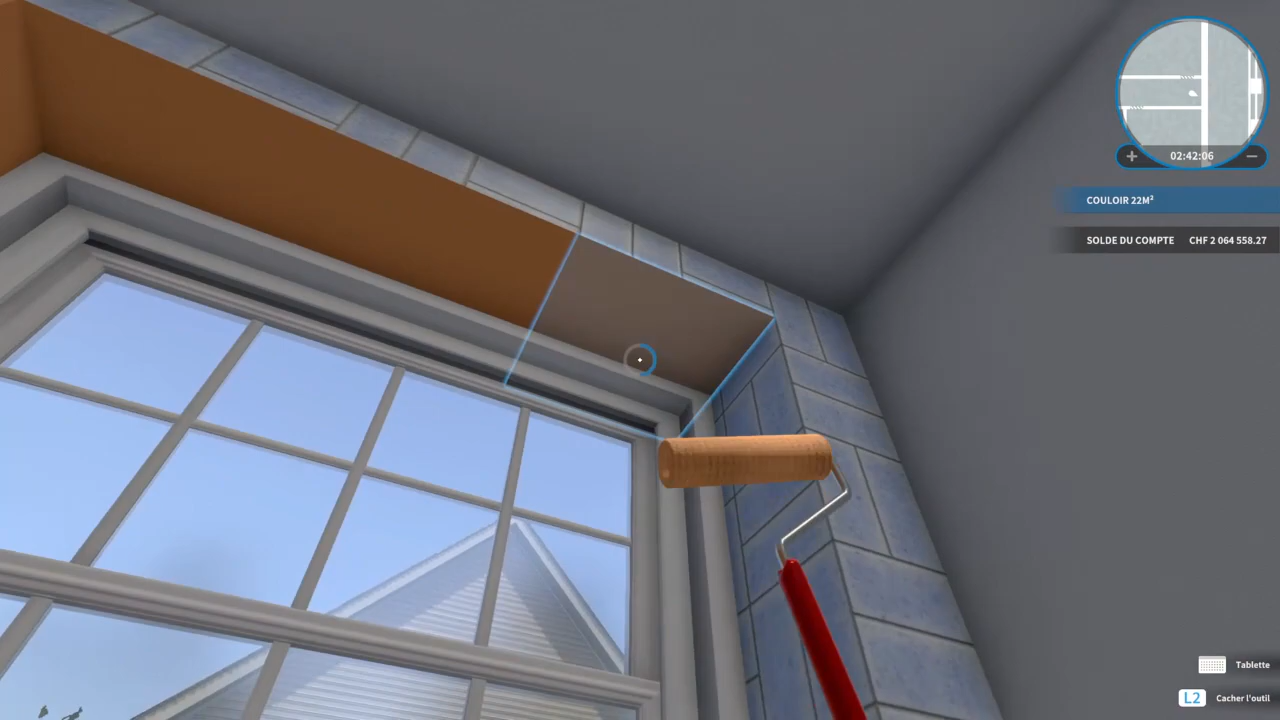 02:42:06
COULOIR 22M²
SOLDE DU COMPTE CHF 2 064 558.27
Tablette
L2 Cacher l'outil